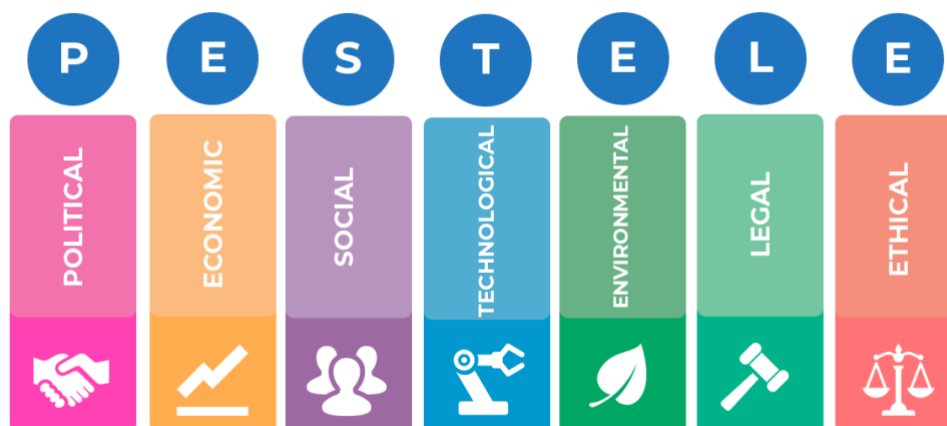 P E S T E L E
POLITICAL
ECONOMIC
SOCIAL
TECHNOLOGICAL
ENVIRONMENTAL
LEGAL
ETHICAL